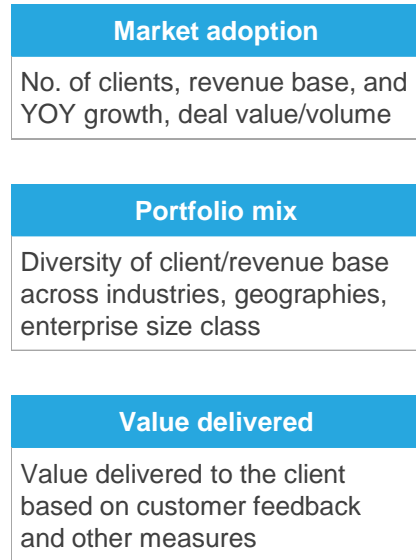 Market adoption
No. of clients, revenue base, and
YOY growth, deal value/volume
Portfolio mix
Diversity of client/revenue base
across industries, geographies,
enterprise size class
Value delivered
Value delivered to the client
based on customer feedback
and other measures